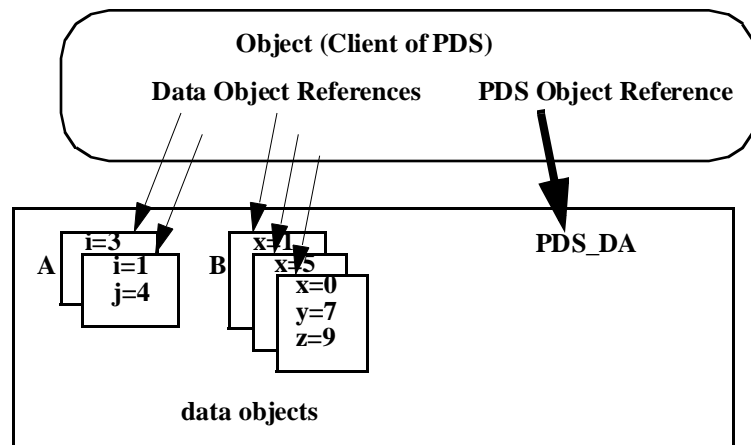 Object (Client of PDS)
Data Object References
PDS Object Reference
PDS_DA
i=3
A
i=1
j=4
x=1
B
x=5
x=0
y=7
z=9
data objects